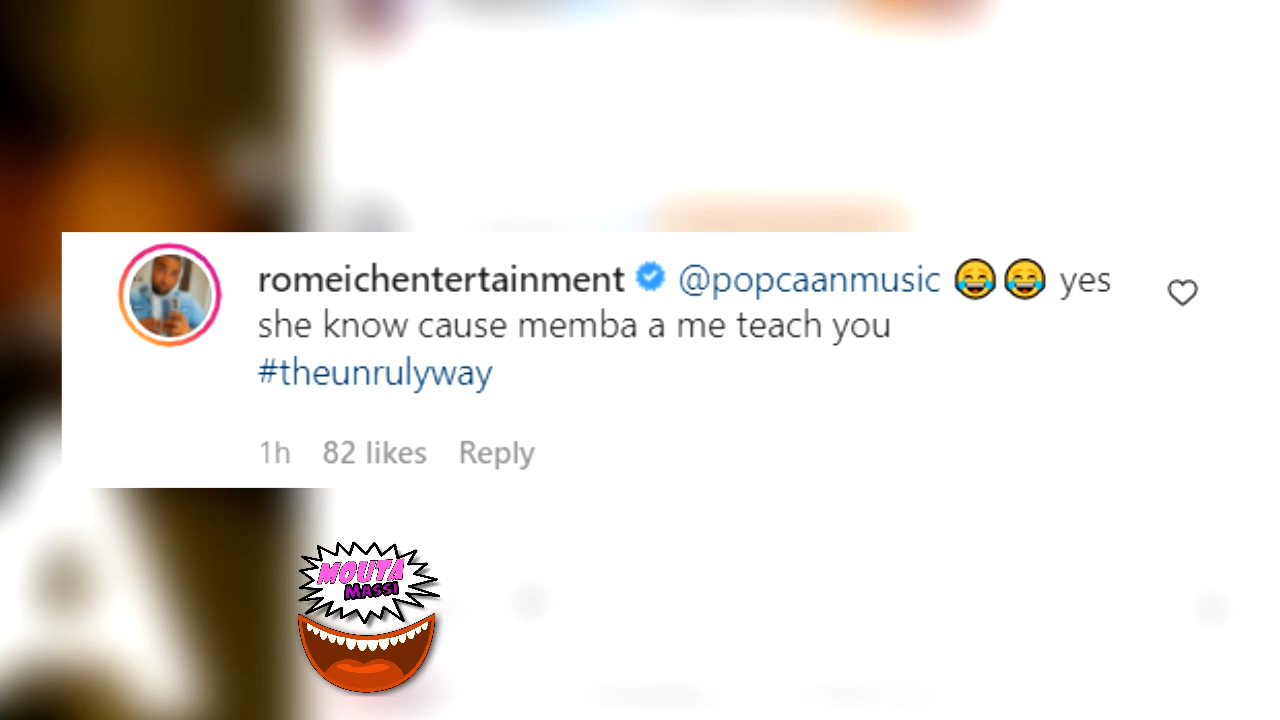 romeichentertainment @popcaanmusic 😂😂 yes
she know cause memba a me teach you
#theunrulyway
1h 82 likes Reply
MOUTA
MASSI